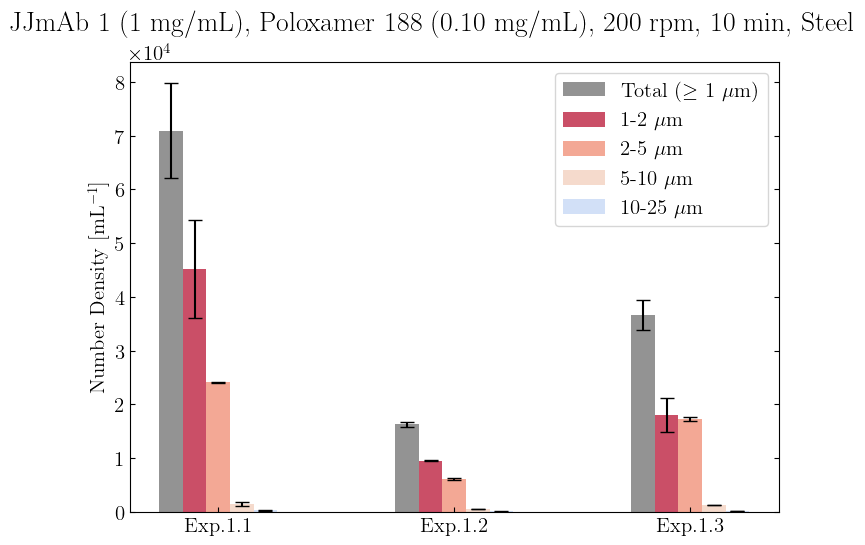 JJmAb 1 (1 mg/mL), Poloxamer 188 (0.10 mg/mL), 200 rpm, 10 min, Steel
×10⁴
8
7
6
5
4
3
2
1
0
Number Density [mL⁻¹]
Total (≥ 1 μm)
1-2 μm
2-5 μm
5-10 μm
10-25 μm
Exp.1.1
Exp.1.2
Exp.1.3